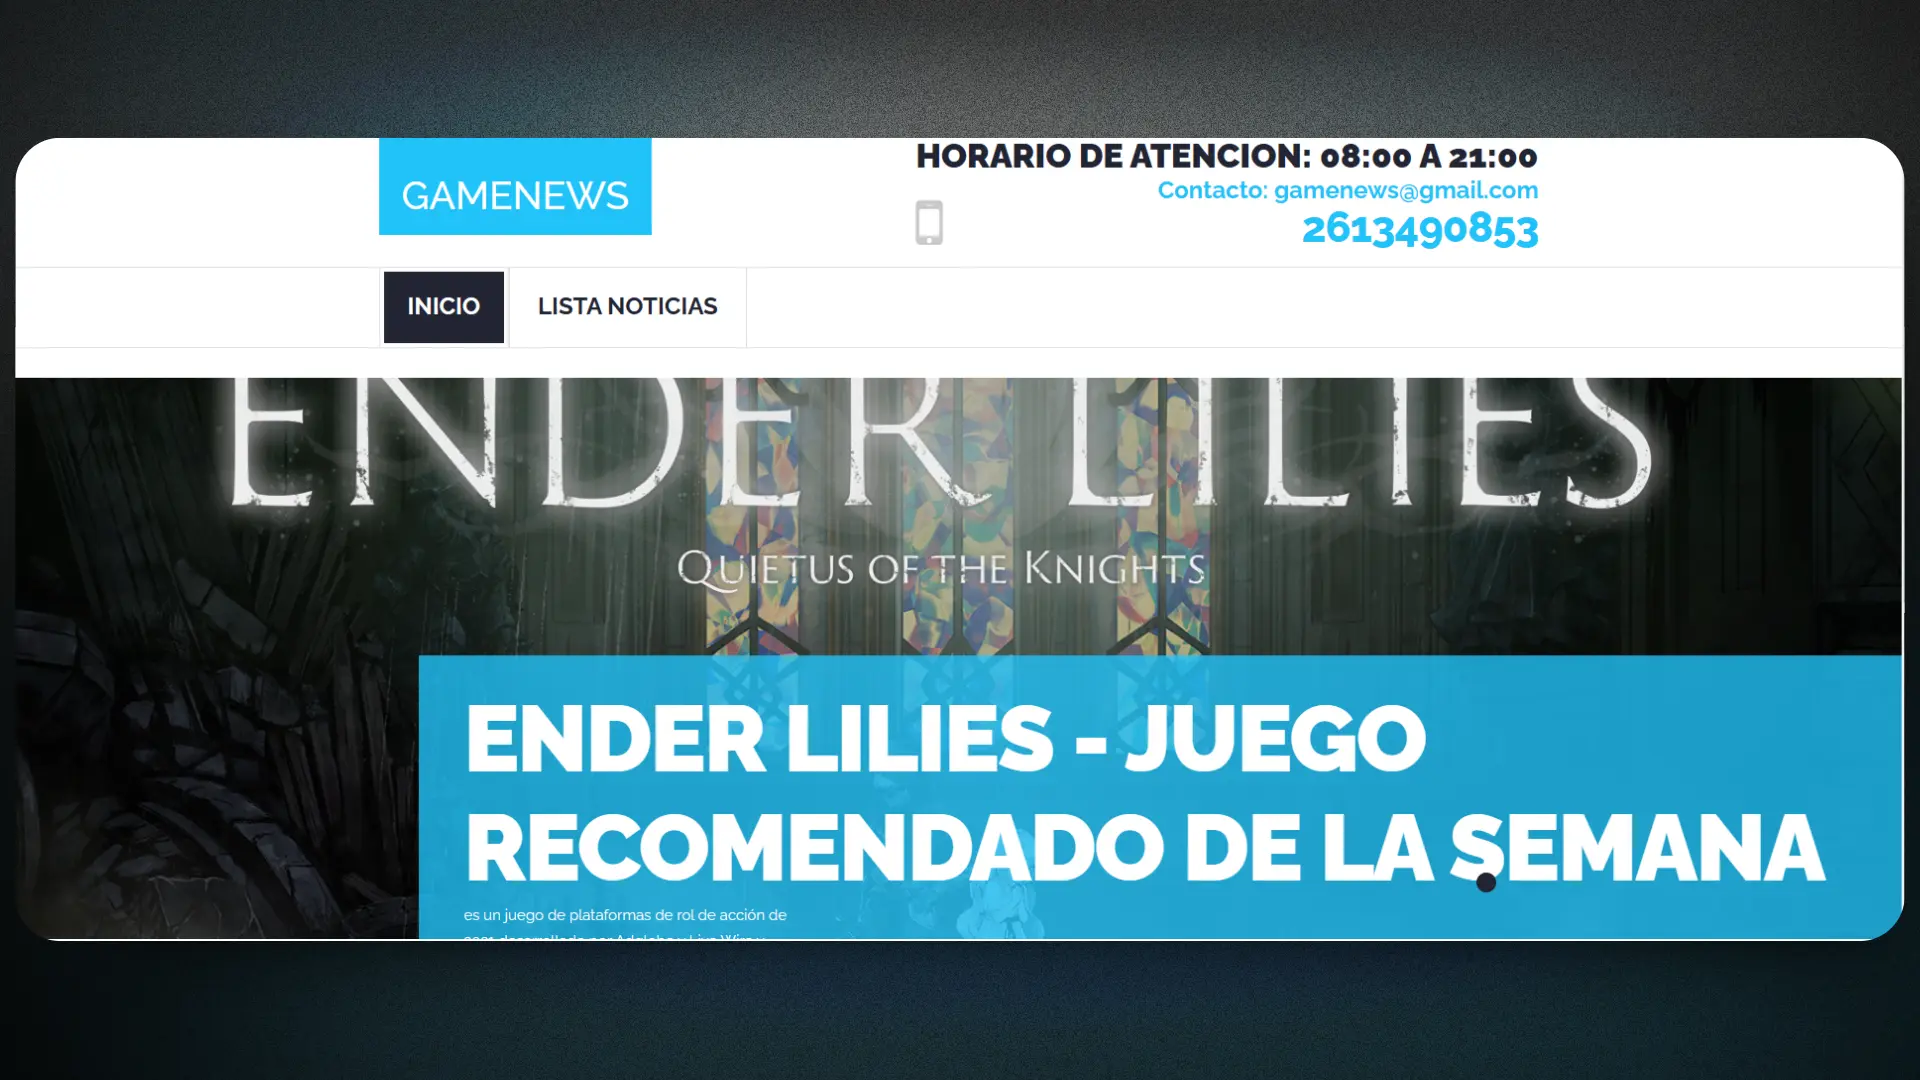 GAMENEWS
HORARIO DE ATENCION: 08:00 A 21:00
Contacto: gamenews@gmail.com
2613490853
INICIO
LISTA NOTICIAS
ENDER LILIES
QUIETUS OF THE KNIGHTS
ENDER LILIES - JUEGO
RECOMENDADO DE LA SEMANA
es un juego de plataformas de rol de acción de